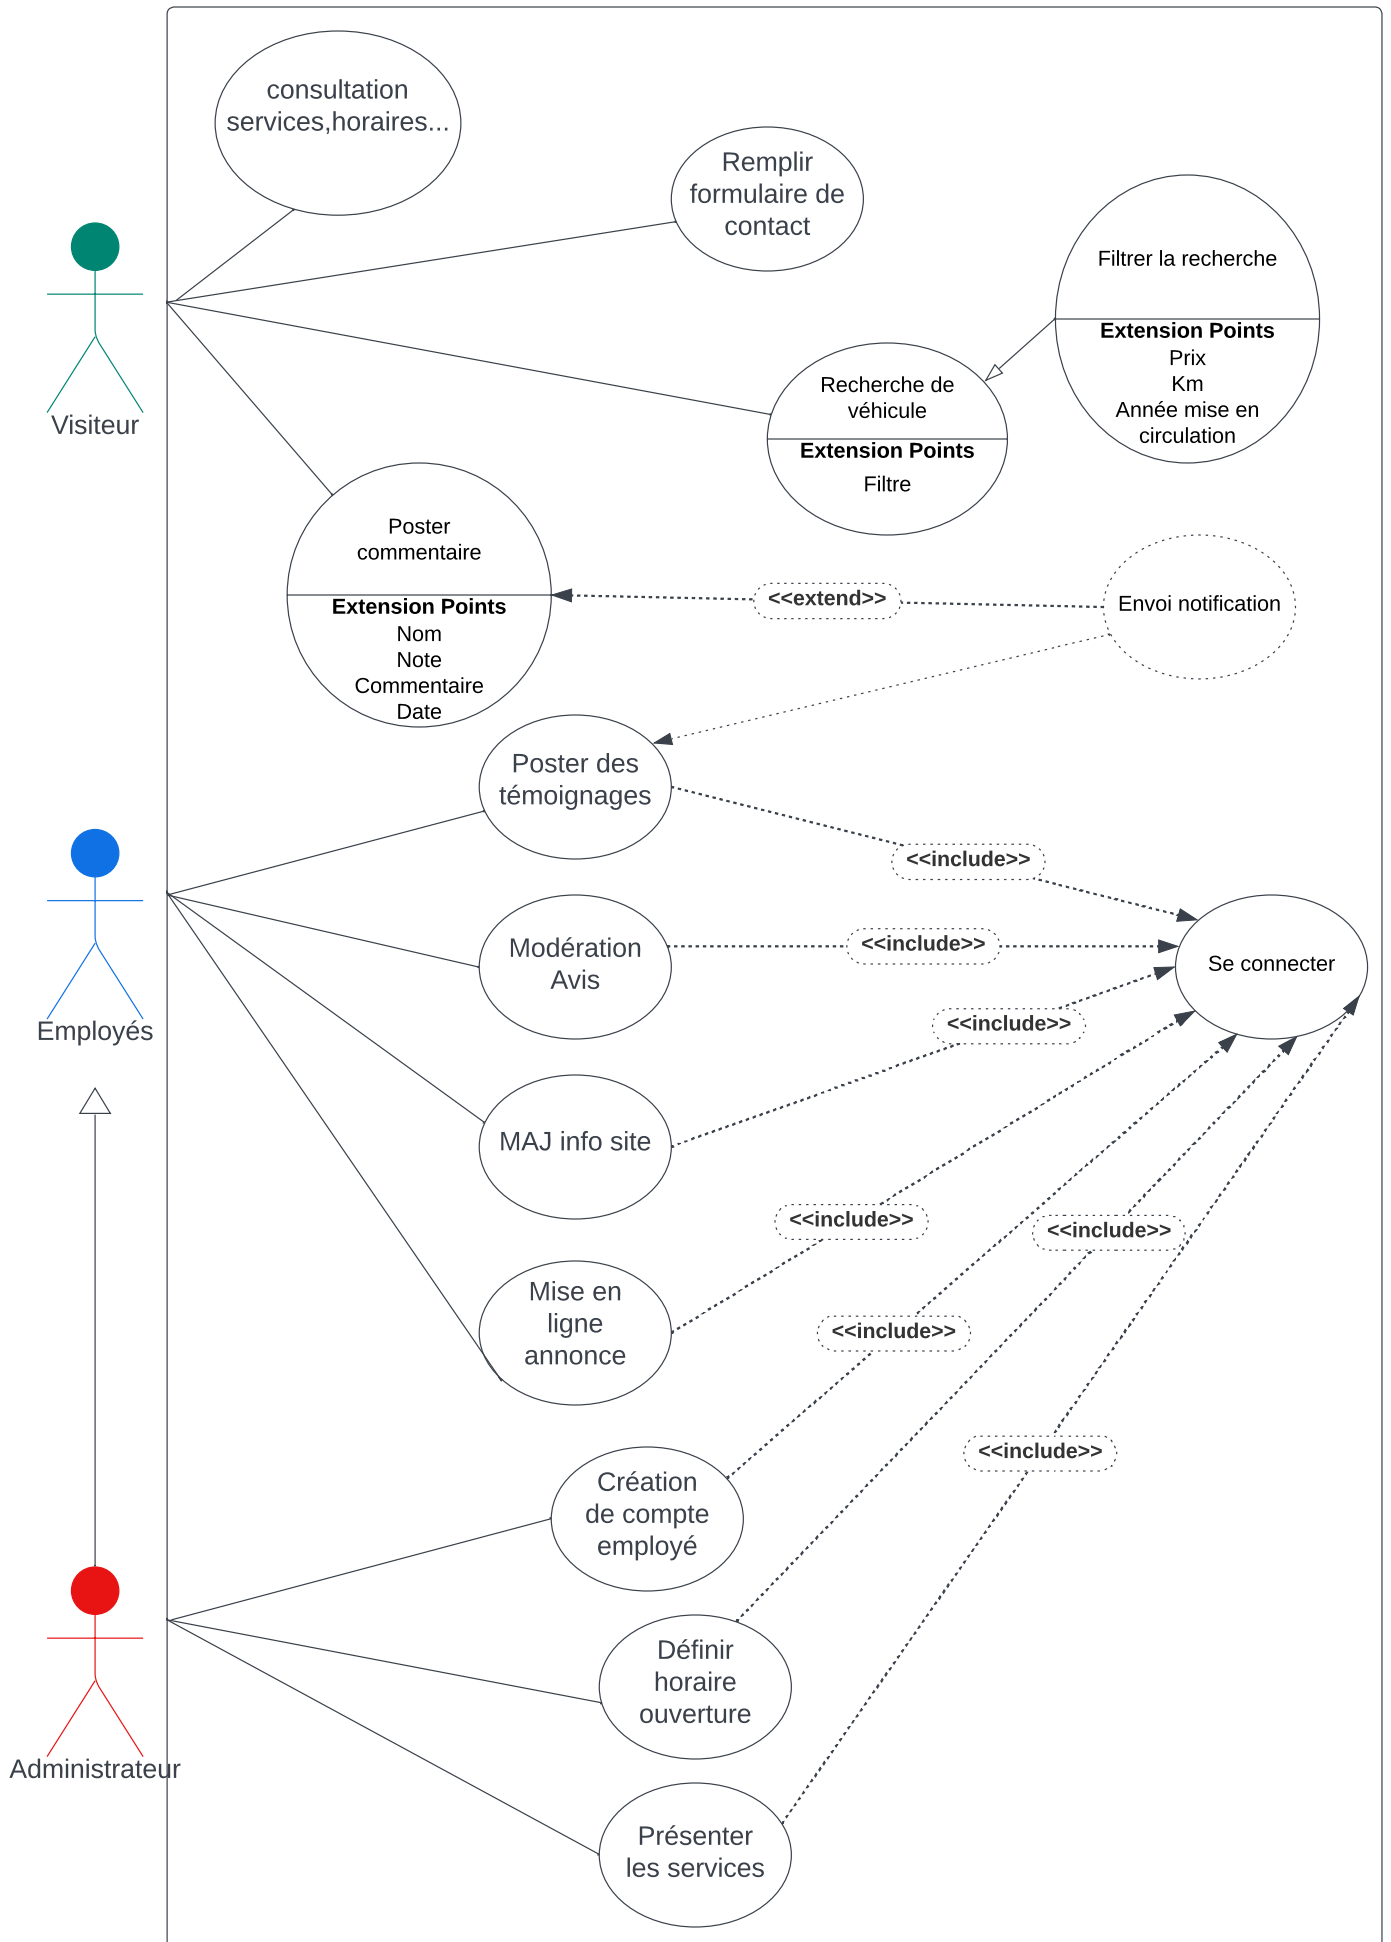 consultation
services,horaires...
Remplir
formulaire de
contact
Filtrer la recherche
Extension Points
Prix
Km
Année mise en
circulation
Visiteur
Recherche de
véhicule
Extension Points
Filtre
Poster
commentaire
Extension Points
Nom
Note
Commentaire
Date
<<extend>>
Envoi notification
Poster des
témoignages
<<include>>
Employés
Modération
Avis
<<include>>
Se connecter
<<include>>
MAJ info site
<<include>>
<<include>>
Mise en
ligne
annonce
<<include>>
<<include>>
Création
de compte
employé
Administrateur
Définir
horaire
ouverture
Présenter
les services